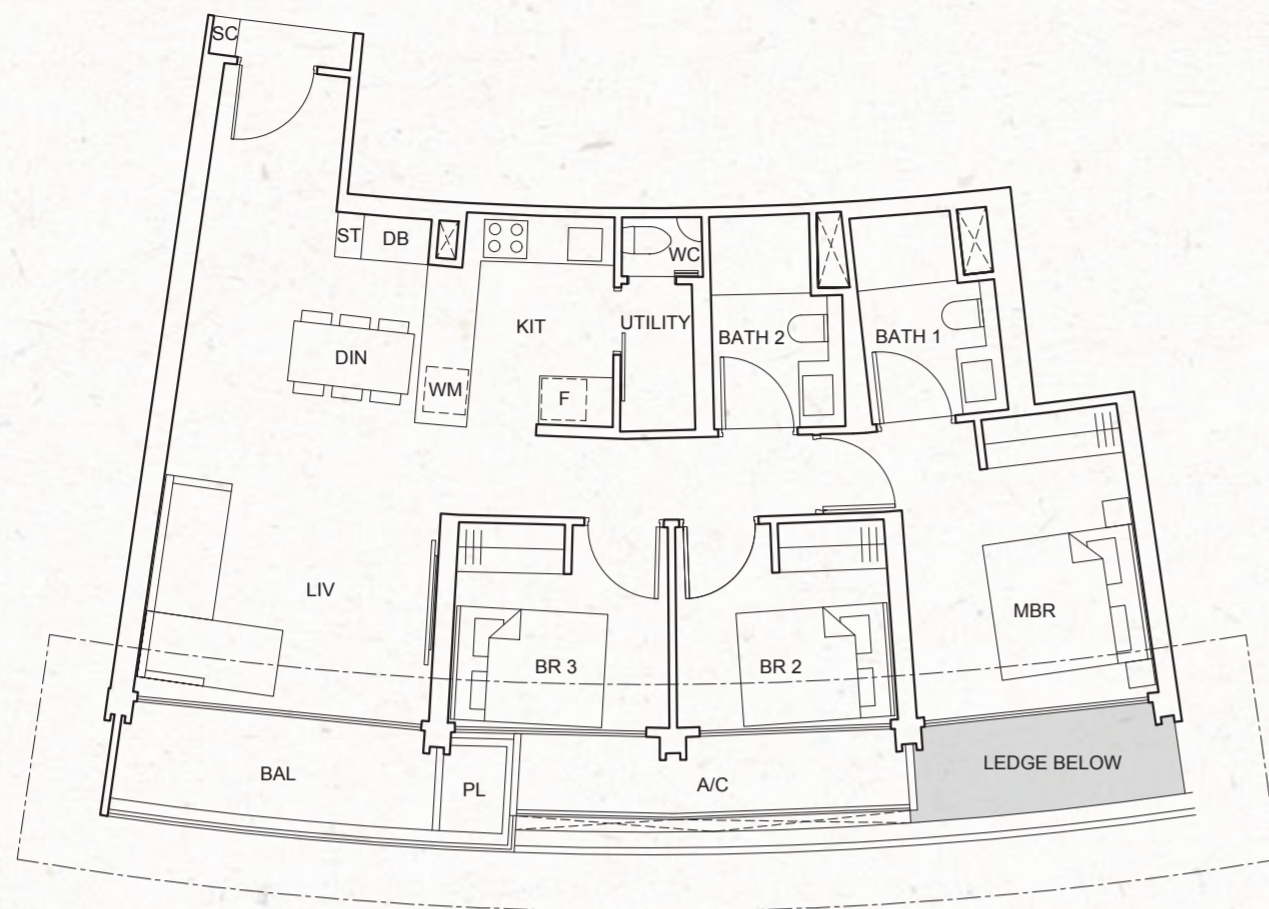 SC
ST
DB
WC
KIT
UTILITY
BATH 2
BATH 1
DIN
WM
F
LIV
BR 3
BR 2
MBR
BAL
PL
A/C
LEDGE BELOW